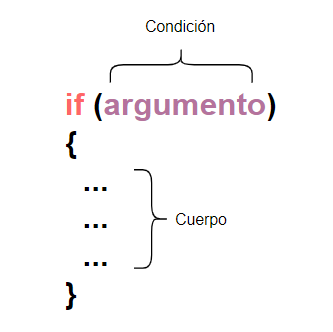 Condición
if (argumento)
{
...
...
... Cuerpo
}